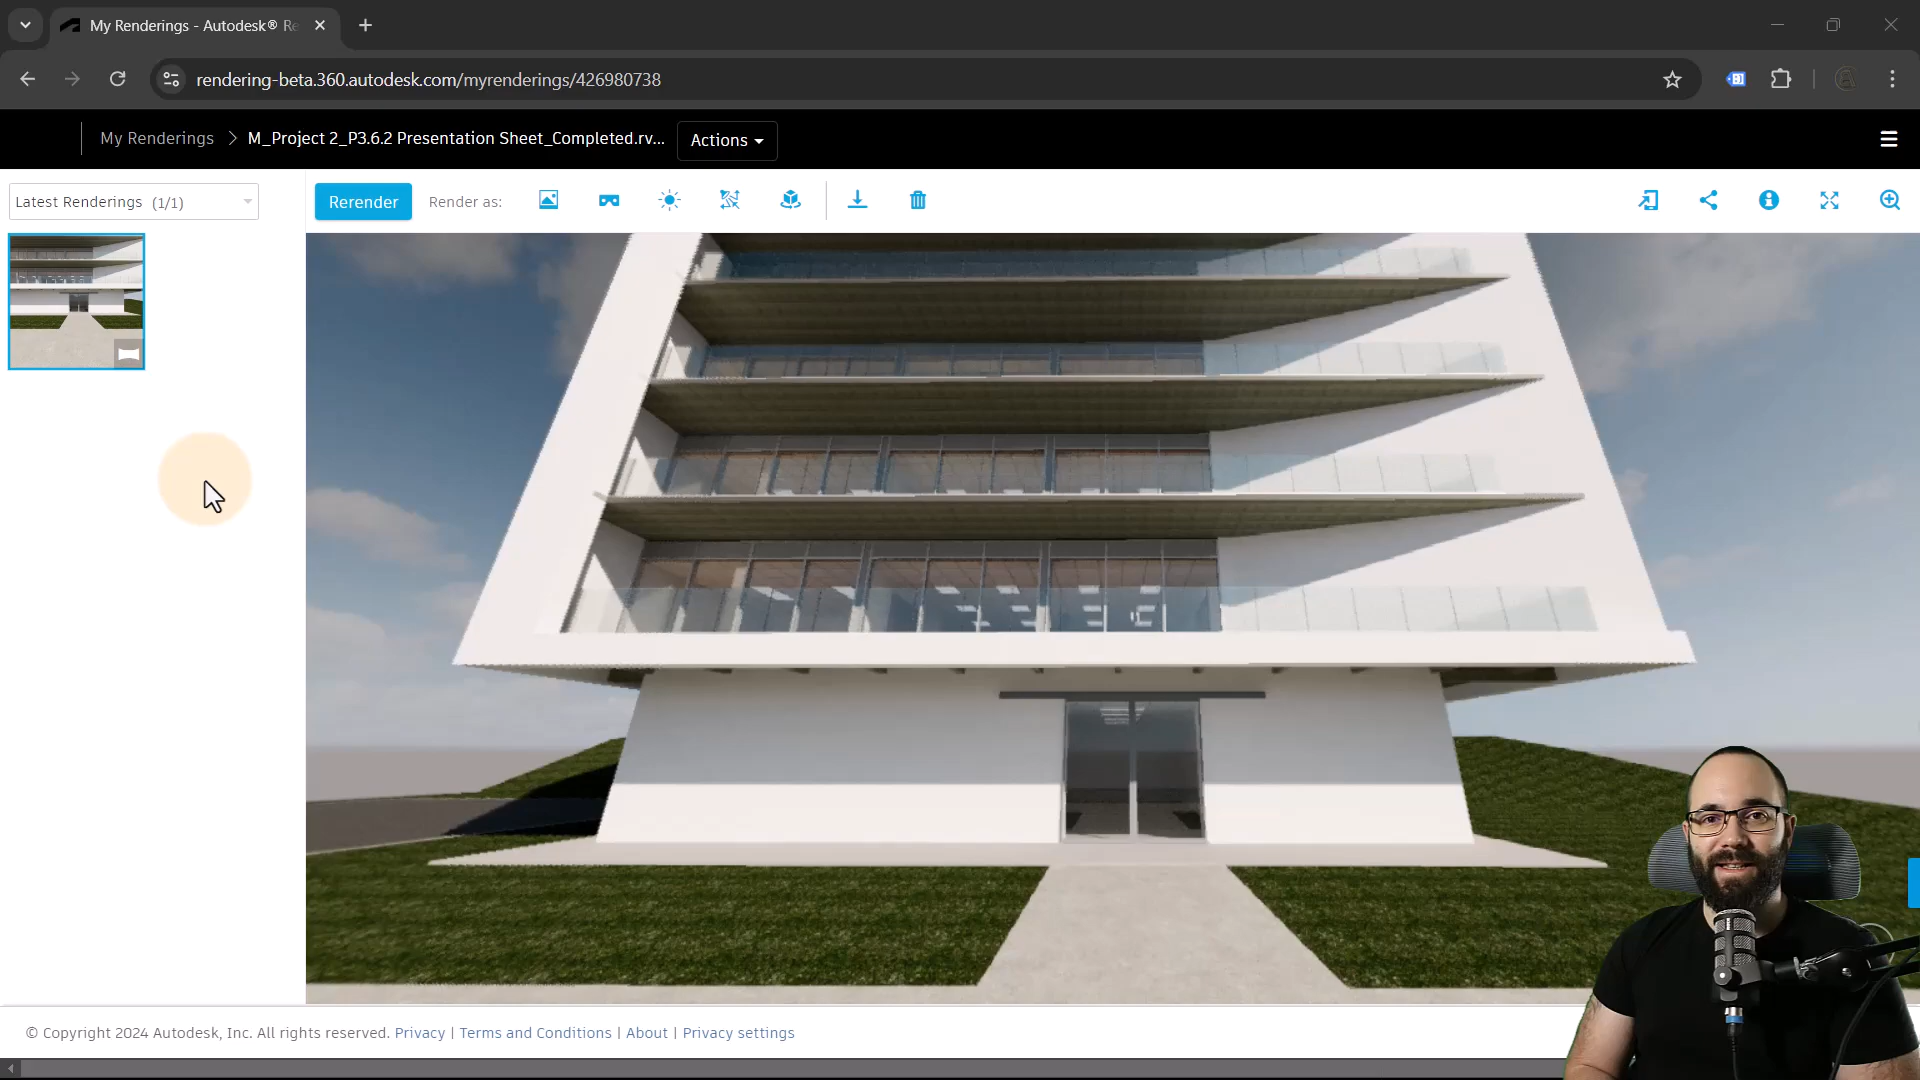 My Renderings - Autodesk® Re
rendering-beta.360.autodesk.com/myrenderings/426980738
My Renderings > M_Project 2_P3.6.2 Presentation Sheet_Completed.rv... Actions
Latest Renderings (1/1)
Rerender Render as:
© Copyright 2024 Autodesk, Inc. All rights reserved. Privacy | Terms and Conditions | About | Privacy settings